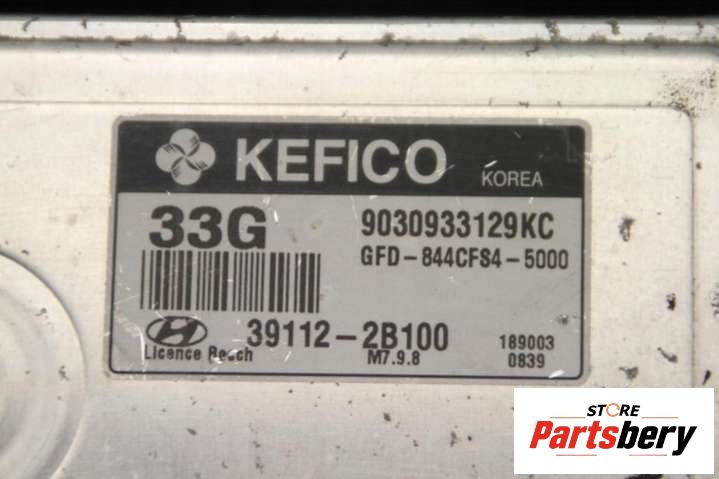 KEFICO KOREA
33G 9030933129KC
GFD-844CFS4-5000
39112-2B100 189003
Licence Bosch M7.9.8 0839
STORE
Partsbery